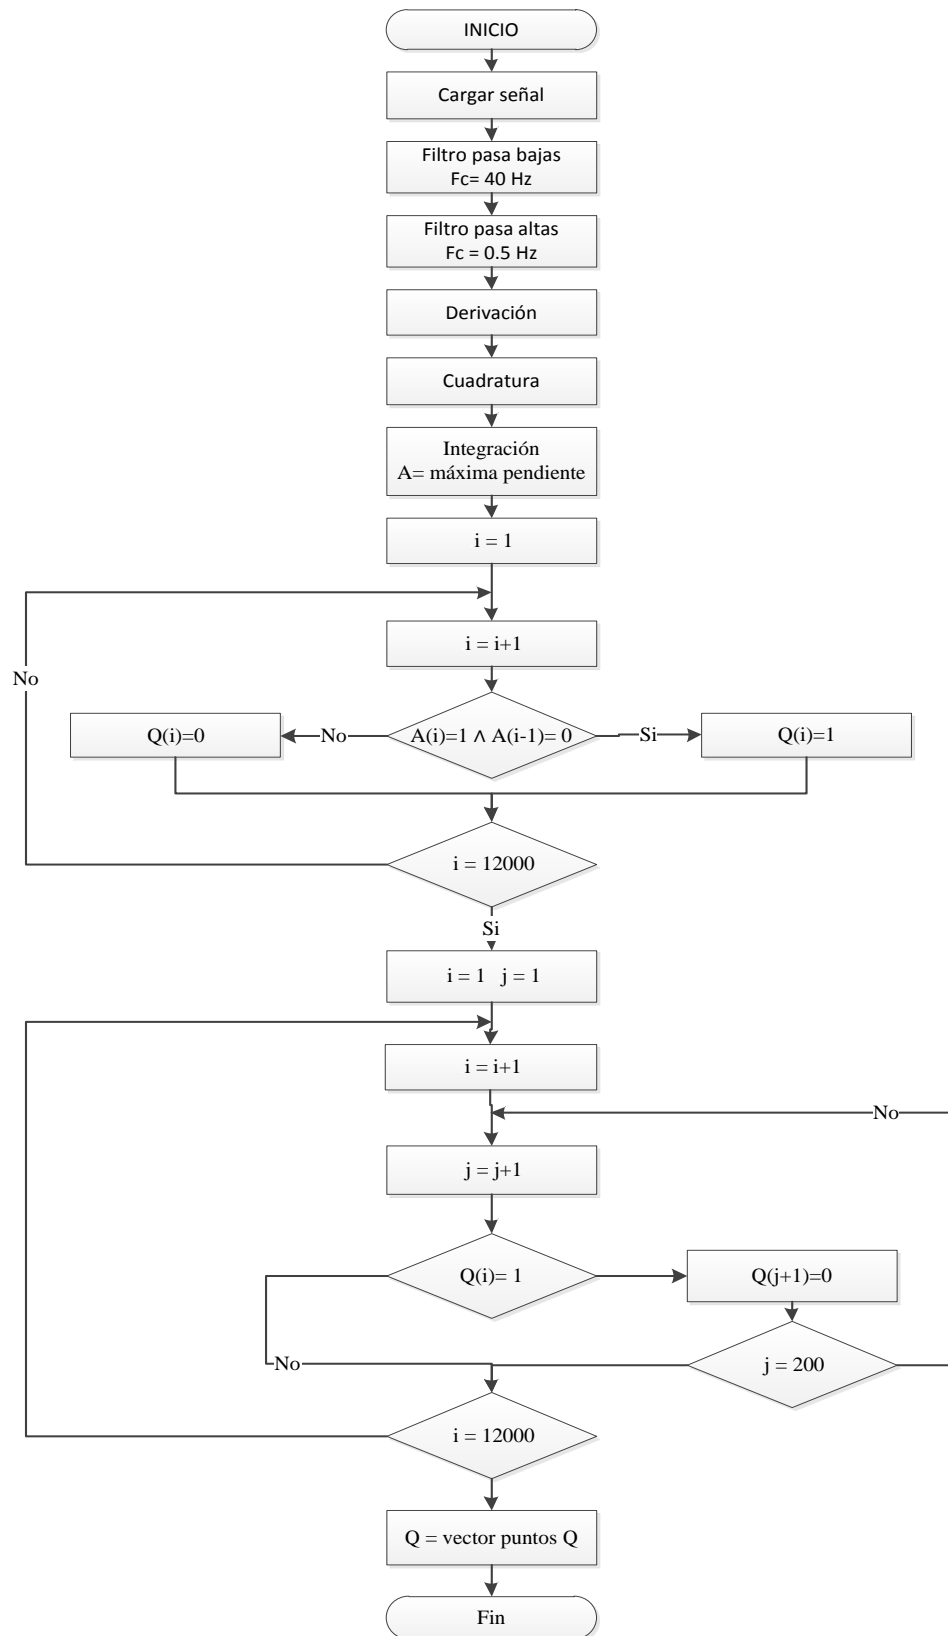 INICIO
Cargar señal
Filtro pasa bajas
Fc= 40 Hz
Filtro pasa altas
Fc = 0.5 Hz
Derivación
Cuadratura
Integración
A= máxima pendiente
i = 1
i = i+1
No
Q(i)=0
No
A(i)=1 ∧ A(i-1)= 0
Si
Q(i)=1
i = 12000
Si
i = 1 j = 1
i = i+1
No
j = j+1
Q(i)= 1
Q(j+1)=0
No
j = 200
i = 12000
Q = vector puntos Q
Fin